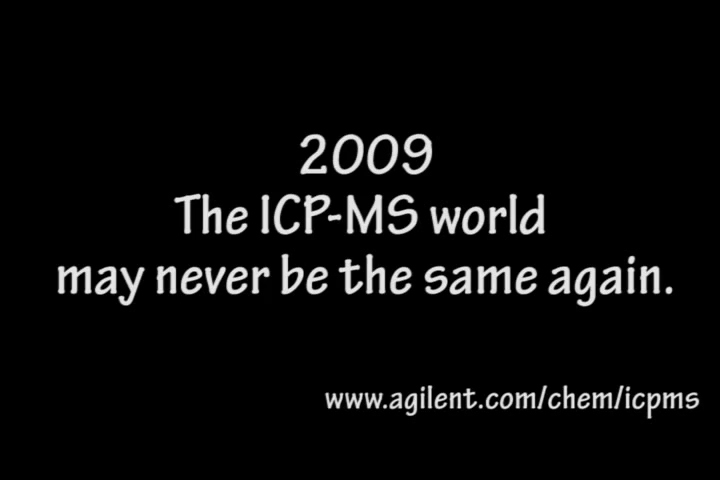 2009
The ICP-MS world
may never be the same again.
www.agilent.com/chem/icpms